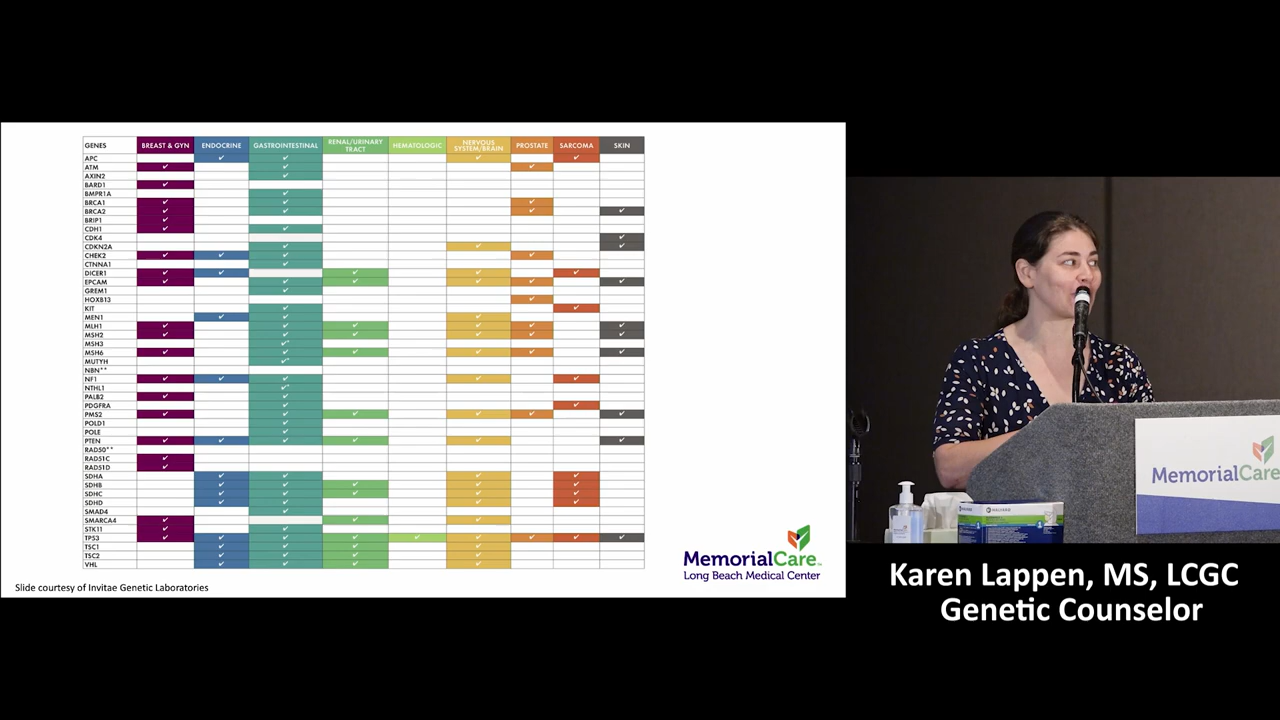 GENES BREAST & GYN ENDOCRINE GASTROINTESTINAL RENAL/URINARY TRACT HEMATOLOGIC NERVOUS SYSTEM/BRAIN PROSTATE SARCOMA SKIN
APC ✓ ✓ ✓ ✓
ATM ✓ ✓ ✓
AXIN2 ✓
BARD1 ✓
BMPR1A ✓
BRCA1 ✓ ✓ ✓
BRCA2 ✓ ✓ ✓ ✓
BRIP1 ✓
CDH1 ✓ ✓
CDK4 ✓
CDKN2A ✓ ✓ ✓
CHEK2 ✓ ✓ ✓ ✓
CTNNA1 ✓
DICER1 ✓ ✓ ✓ ✓ ✓
EPCAM ✓ ✓ ✓ ✓ ✓ ✓
GREM1 ✓
HOXB13 ✓
KIT ✓ ✓
MEN1 ✓ ✓ ✓
MLH1 ✓ ✓ ✓ ✓ ✓ ✓
MSH2 ✓ ✓ ✓ ✓ ✓ ✓
MSH3 ✓*
MSH6 ✓ ✓ ✓ ✓ ✓ ✓
MUTYH ✓*
NBN**
NF1 ✓ ✓ ✓ ✓ ✓
NTHL1 ✓*
PALB2 ✓ ✓
PDGFRA ✓ ✓
PMS2 ✓ ✓ ✓ ✓ ✓ ✓
POLD1 ✓
POLE ✓
PTEN ✓ ✓ ✓ ✓ ✓ ✓
RAD50**
RAD51C ✓
RAD51D ✓
SDHA ✓ ✓ ✓ ✓
SDHB ✓ ✓ ✓ ✓ ✓
SDHC ✓ ✓ ✓ ✓ ✓
SDHD ✓ ✓ ✓ ✓
SMAD4 ✓
SMARCA4 ✓ ✓ ✓
STK11 ✓ ✓
TP53 ✓ ✓ ✓ ✓ ✓ ✓ ✓ ✓ ✓
TSC1 ✓ ✓ ✓ ✓
TSC2 ✓ ✓ ✓ ✓
VHL ✓ ✓ ✓ ✓
MemorialCare
Long Beach Medical Center
Slide courtesy of Invitae Genetic Laboratories
MemorialCare
Karen Lappen, MS, LCGC
Genetic Counselor